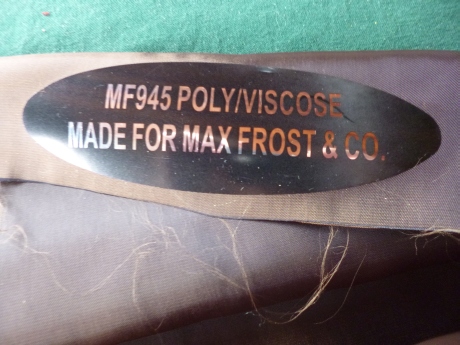 MF945 POLY/VISCOSE
MADE FOR MAX FROST & CO.